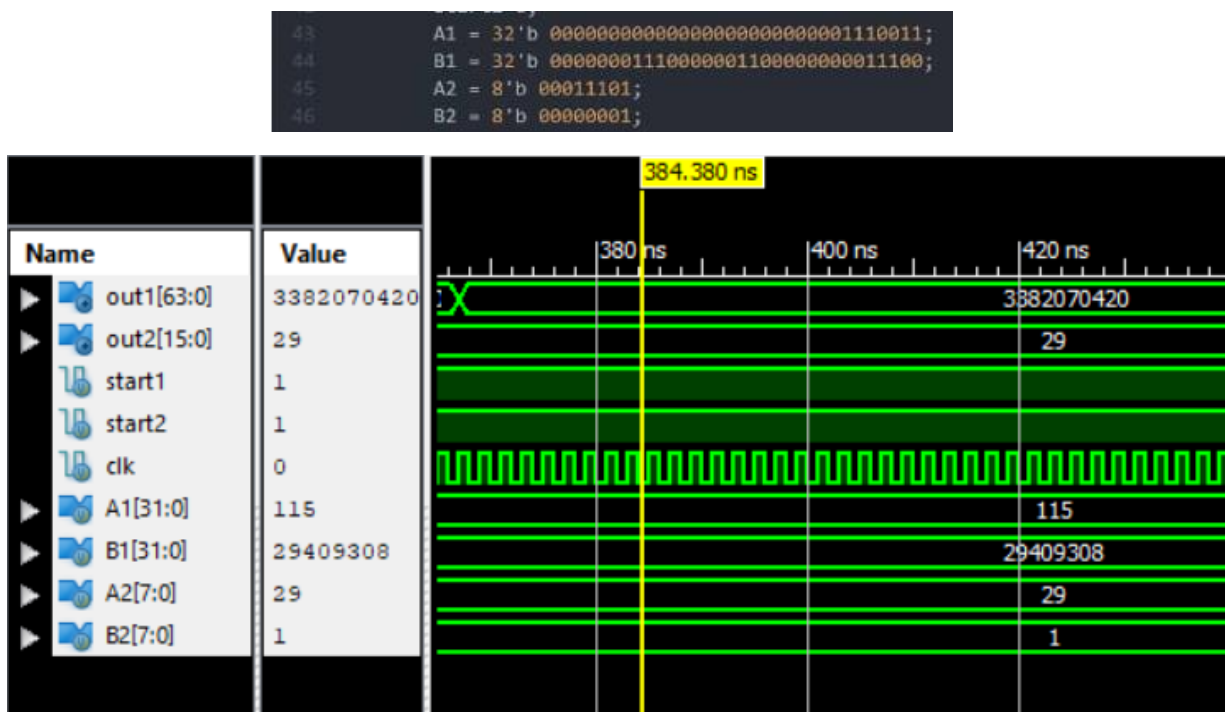 43 A1 = 32'b 00000000000000000000000001110011;
44 B1 = 32'b 00000001110000001100000000011100;
45 A2 = 8'b 00011101;
46 B2 = 8'b 00000001;
384.380 ns
Name Value 380 ns 400 ns 420 ns
out1[63:0] 3382070420 3382070420
out2[15:0] 29 29
start1 1
start2 1
clk 0
A1[31:0] 115 115
B1[31:0] 29409308 29409308
A2[7:0] 29 29
B2[7:0] 1 1